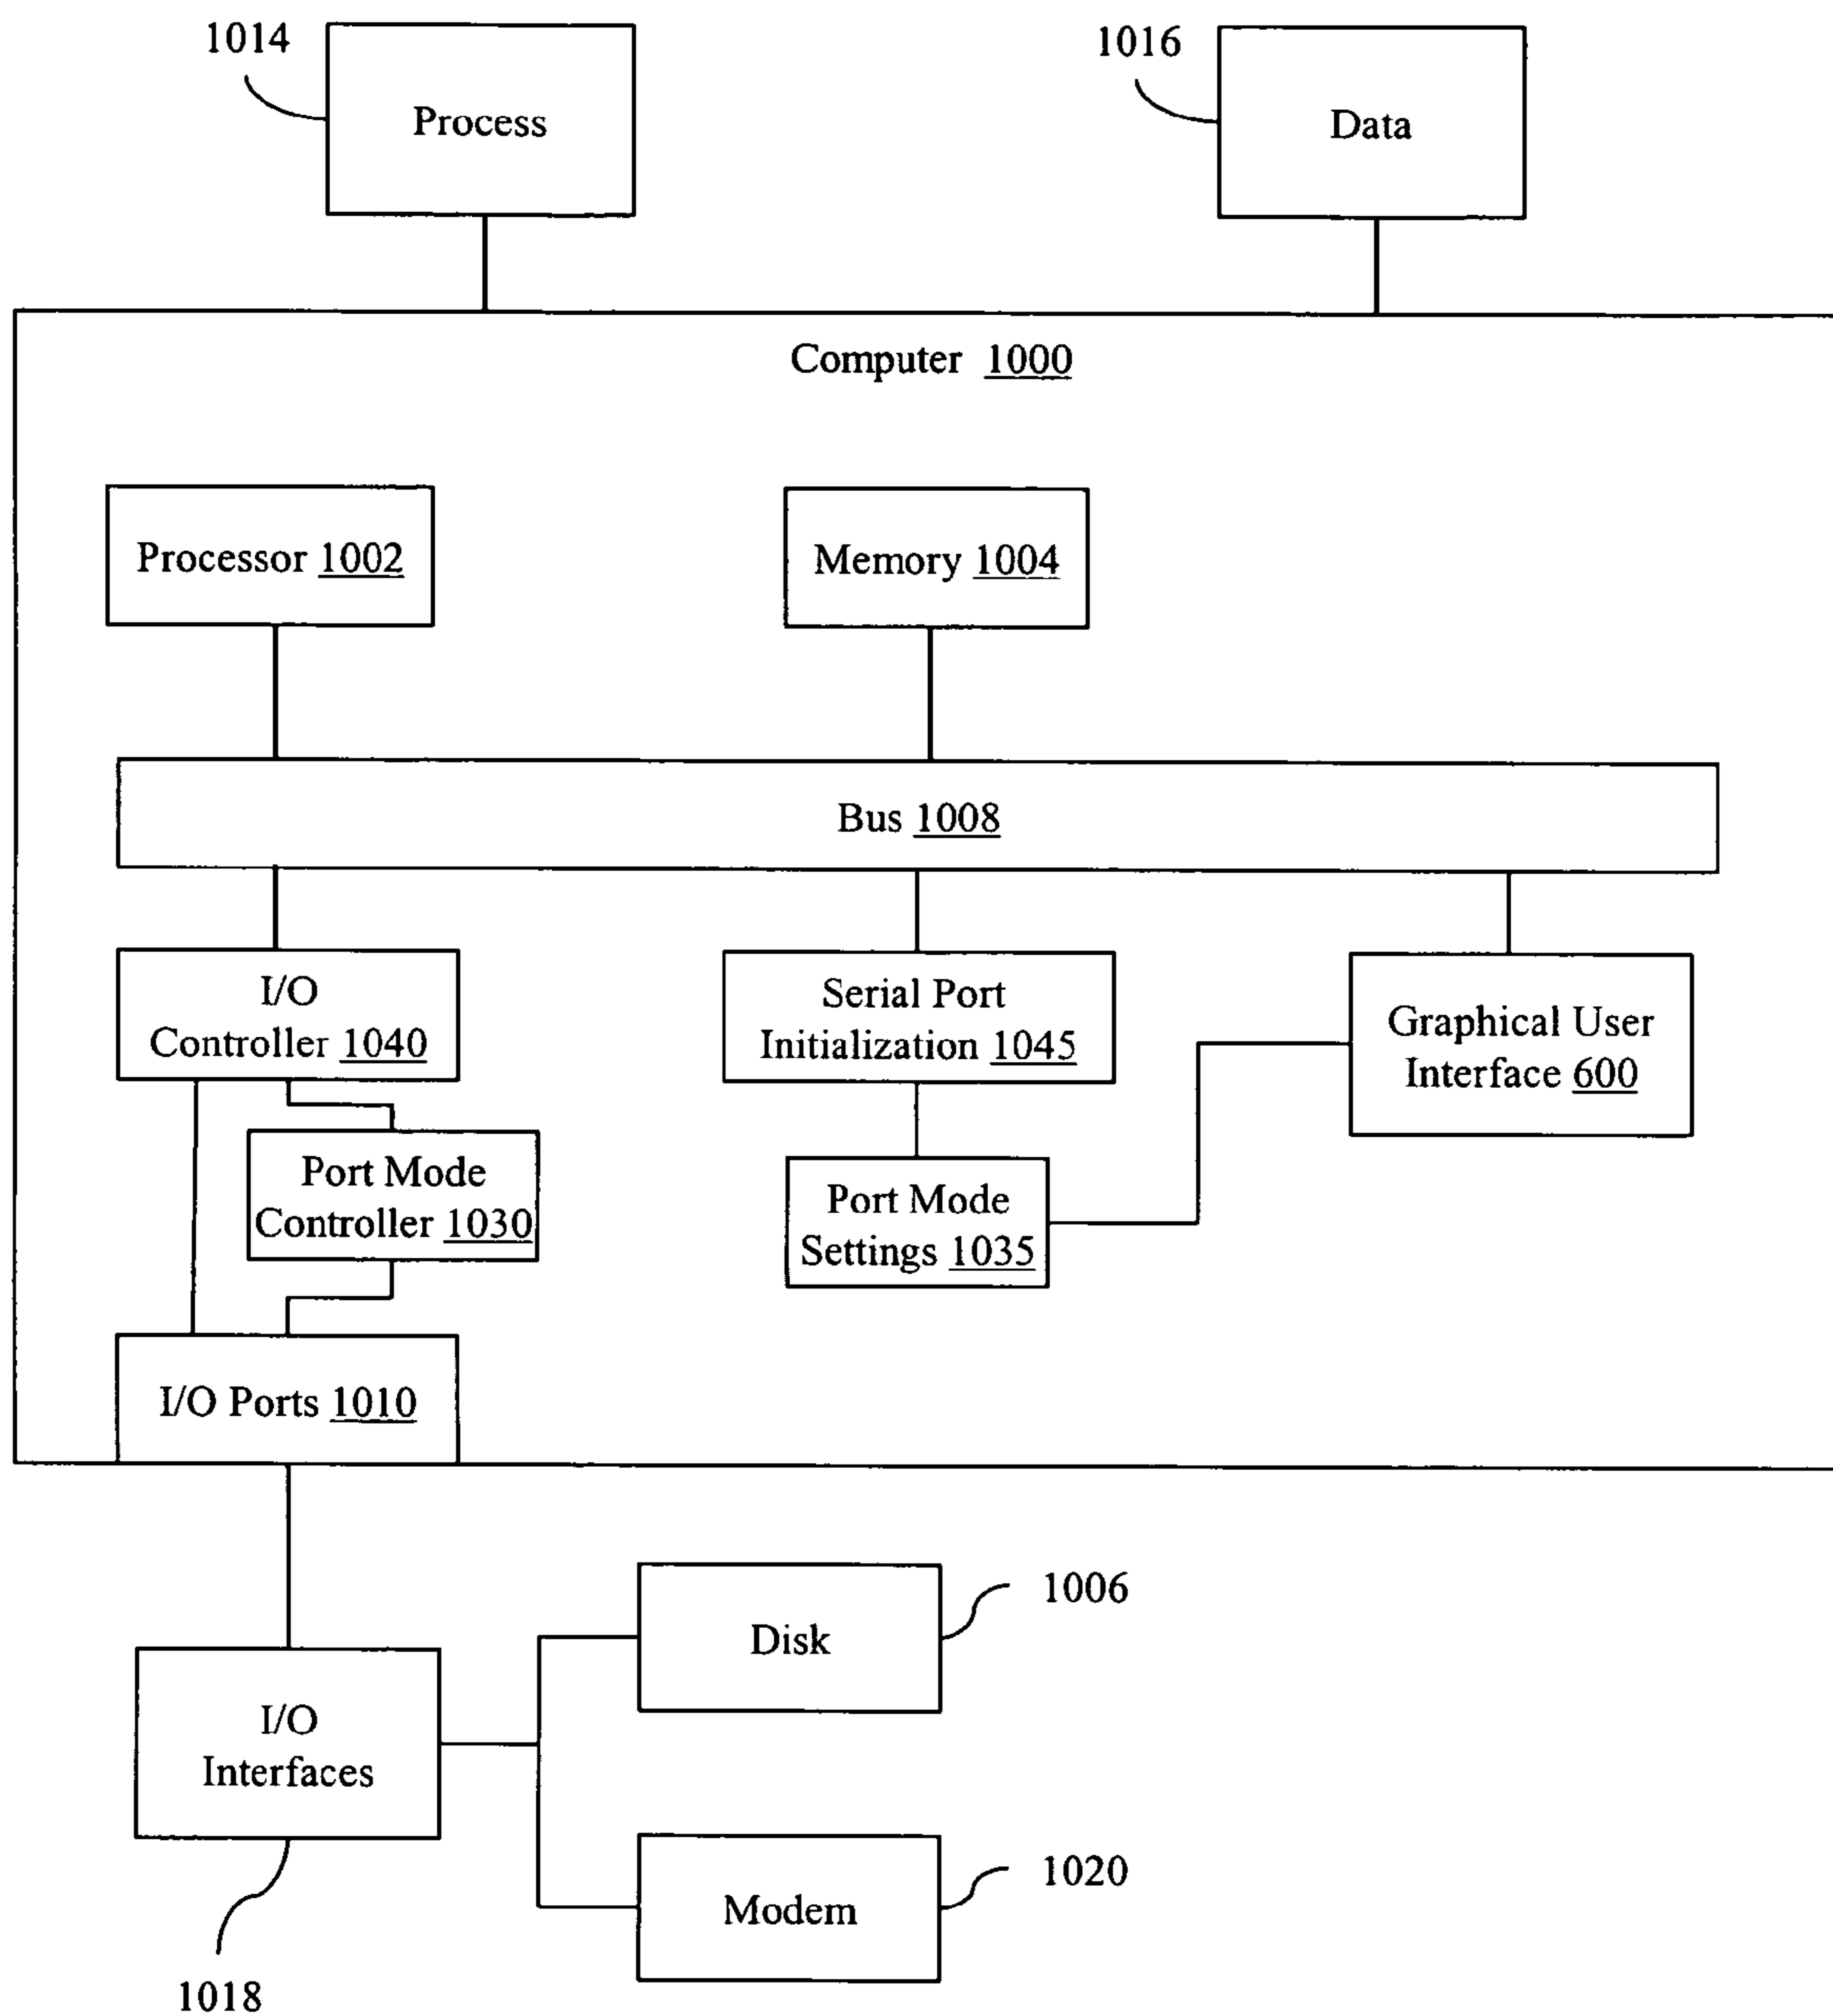 1014
Process
1016
Data
Computer 1000
Processor 1002
Memory 1004
Bus 1008
I/O
Controller 1040
Serial Port
Initialization 1045
Graphical User
Interface 600
Port Mode
Controller 1030
Port Mode
Settings 1035
I/O Ports 1010
Disk
1006
I/O
Interfaces
1018
Modem
1020